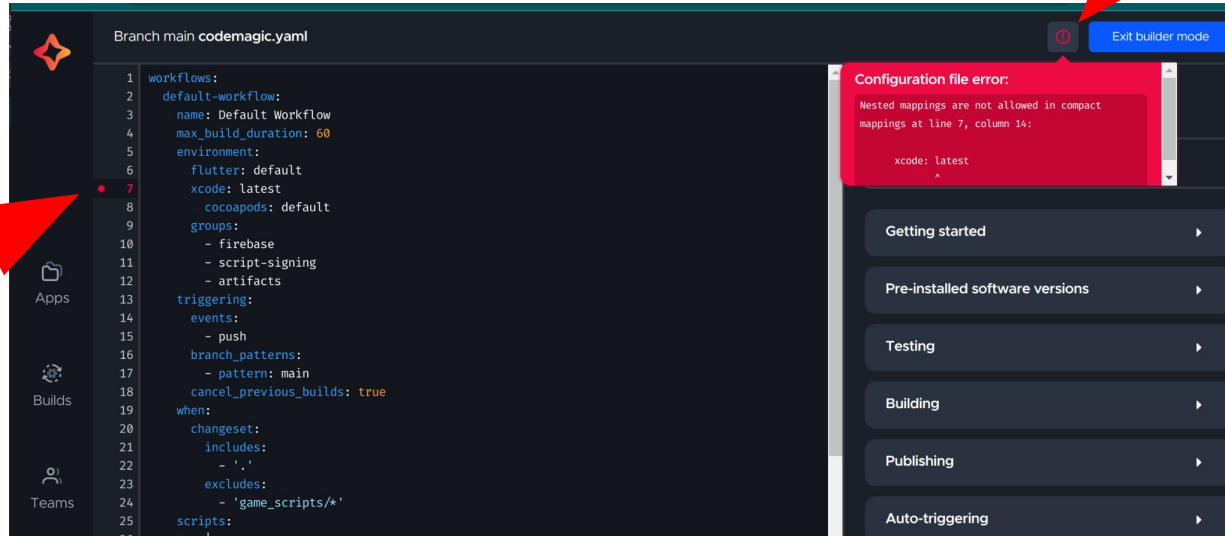 Branch main codemagic.yaml
Exit builder mode
1 workflows:
2   default-workflow:
3     name: Default Workflow
4     max_build_duration: 60
5     environment:
6       flutter: default
7       xcode: latest
8         cocoapods: default
9       groups:
10         - firebase
11         - script-signing
12         - artifacts
13     triggering:
14       events:
15         - push
16       branch_patterns:
17         - pattern: main
18       cancel_previous_builds: true
19     when:
20       changeset:
21         includes:
22           - '.'
23         excludes:
24           - 'game_scripts/*'
25     scripts:
Configuration file error:
Nested mappings are not allowed in compact
mappings at line 7, column 14:
xcode: latest
^
Apps
Builds
Teams
Getting started
Pre-installed software versions
Testing
Building
Publishing
Auto-triggering